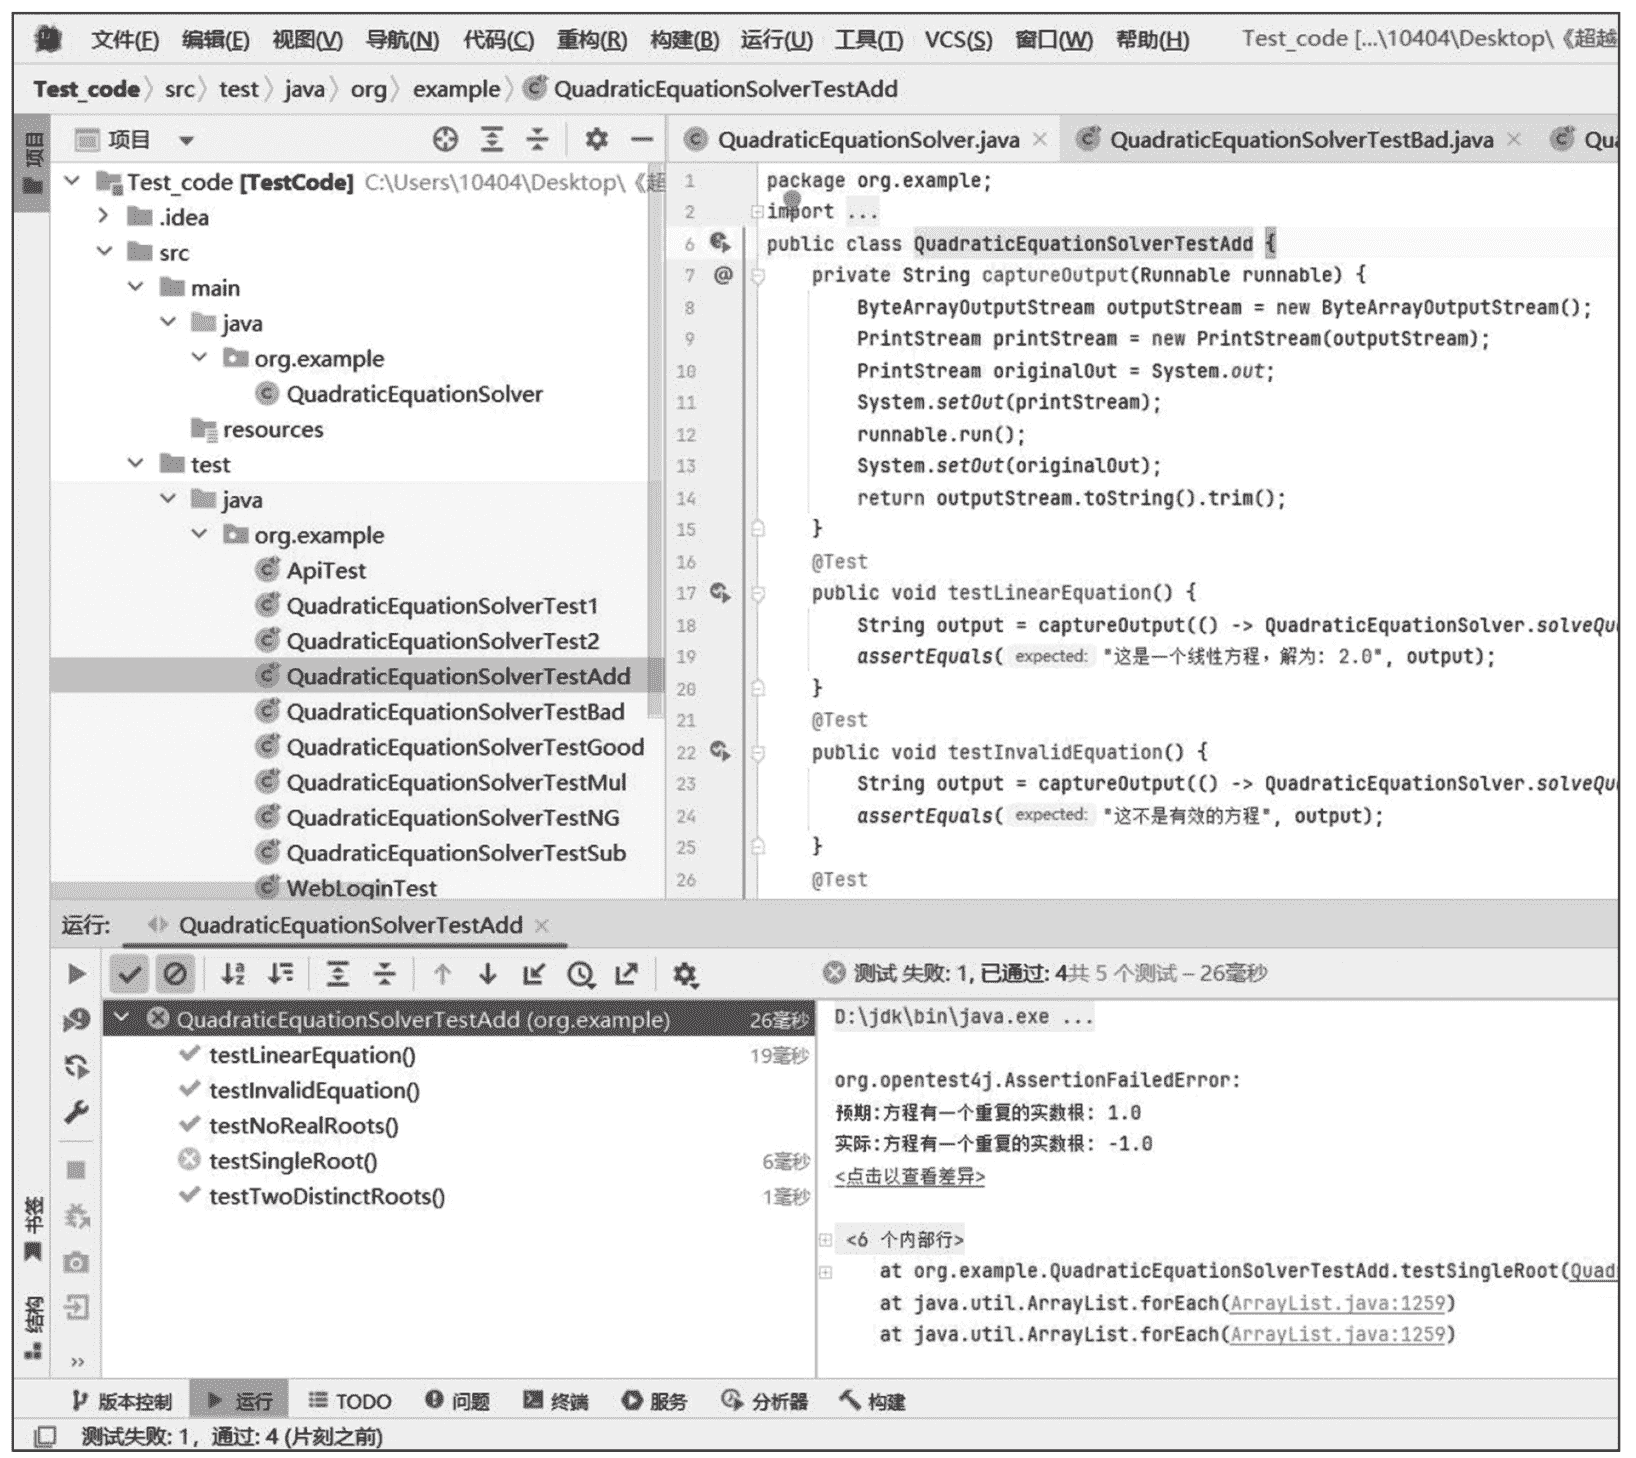 文件(F) 编辑(E) 视图(V) 导航(N) 代码(C) 重构(R) 构建(B) 运行(U) 工具(T) VCS(S) 窗口(W) 帮助(H) Test_code [...\10404\Desktop\《超越
Test_code 〉 src 〉 test 〉 java 〉 org 〉 example 〉 QuadraticEquationSolverTestAdd
项目
项目
Test_code [TestCode] C:\Users\10404\Desktop\《超
.idea
src
main
java
org.example
QuadraticEquationSolver
resources
test
java
org.example
ApiTest
QuadraticEquationSolverTest1
QuadraticEquationSolverTest2
QuadraticEquationSolverTestAdd
QuadraticEquationSolverTestBad
QuadraticEquationSolverTestGood
QuadraticEquationSolverTestMul
QuadraticEquationSolverTestNG
QuadraticEquationSolverTestSub
WebLoginTest
QuadraticEquationSolver.java × QuadraticEquationSolverTestBad.java × Qua
1 package org.example;
2 import ...
6 public class QuadraticEquationSolverTestAdd {
7 @ private String captureOutput(Runnable runnable) {
8 ByteArrayOutputStream outputStream = new ByteArrayOutputStream();
9 PrintStream printStream = new PrintStream(outputStream);
10 PrintStream originalOut = System.out;
11 System.setOut(printStream);
12 runnable.run();
13 System.setOut(originalOut);
14 return outputStream.toString().trim();
15 }
16 @Test
17 public void testLinearEquation() {
18 String output = captureOutput(() -> QuadraticEquationSolver.solveQu
19 assertEquals( expected: "这是一个线性方程，解为: 2.0", output);
20 }
21 @Test
22 public void testInvalidEquation() {
23 String output = captureOutput(() -> QuadraticEquationSolver.solveQu
24 assertEquals( expected: "这不是有效的方程", output);
25 }
26 @Test
运行: QuadraticEquationSolverTestAdd ×
测试 失败: 1, 已通过: 4共 5 个测试 – 26毫秒
QuadraticEquationSolverTestAdd (org.example) 26毫秒
testLinearEquation() 19毫秒
testInvalidEquation()
testNoRealRoots()
testSingleRoot() 6毫秒
testTwoDistinctRoots() 1毫秒
D:\jdk\bin\java.exe ...
org.opentest4j.AssertionFailedError:
预期:方程有一个重复的实数根: 1.0
实际:方程有一个重复的实数根: -1.0
<点击以查看差异>
<6 个内部行>
at org.example.QuadraticEquationSolverTestAdd.testSingleRoot(Quad
at java.util.ArrayList.forEach(ArrayList.java:1259)
at java.util.ArrayList.forEach(ArrayList.java:1259)
书签
结构
»
版本控制 运行 TODO 问题 终端 服务 分析器 构建
测试失败: 1，通过: 4 (片刻之前)